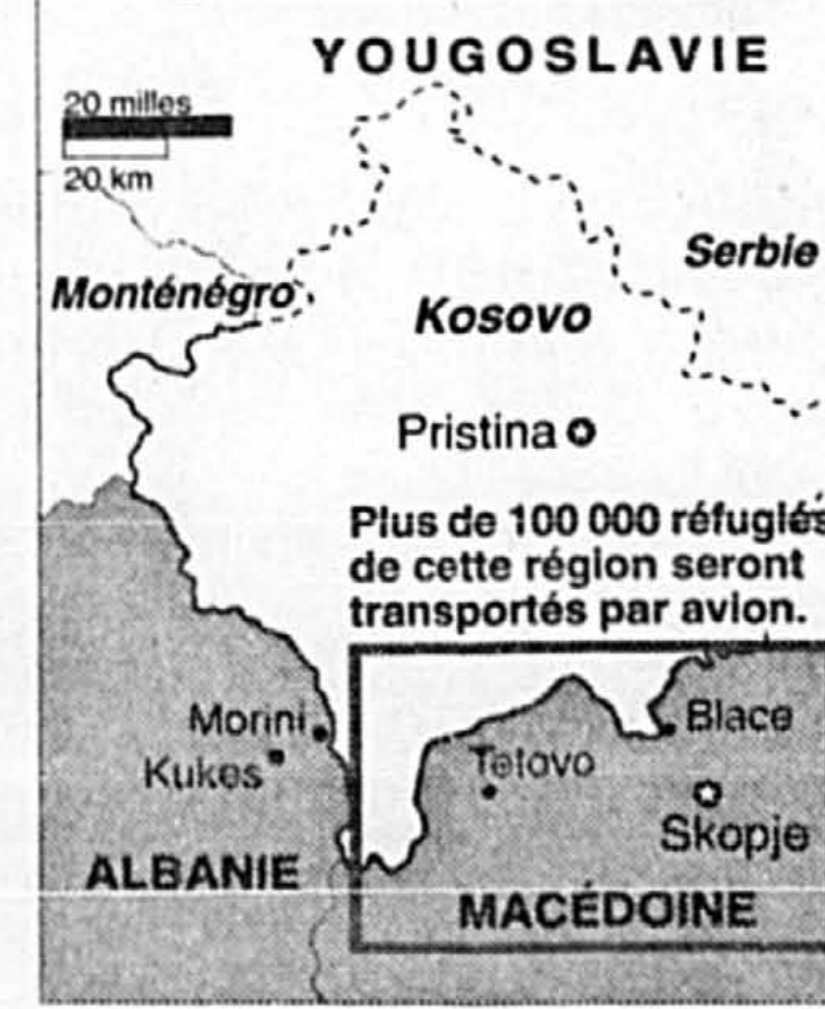 YOUGOSLAVIE
20 milles
20 km
Serbie
Monténégro
Kosovo
Pristina
Plus de 100 000 réfugiés
de cette région seront
transportés par avion.
Morini
Blace
Kukes
Tetovo
Skopje
ALBANIE
MACÉDOINE